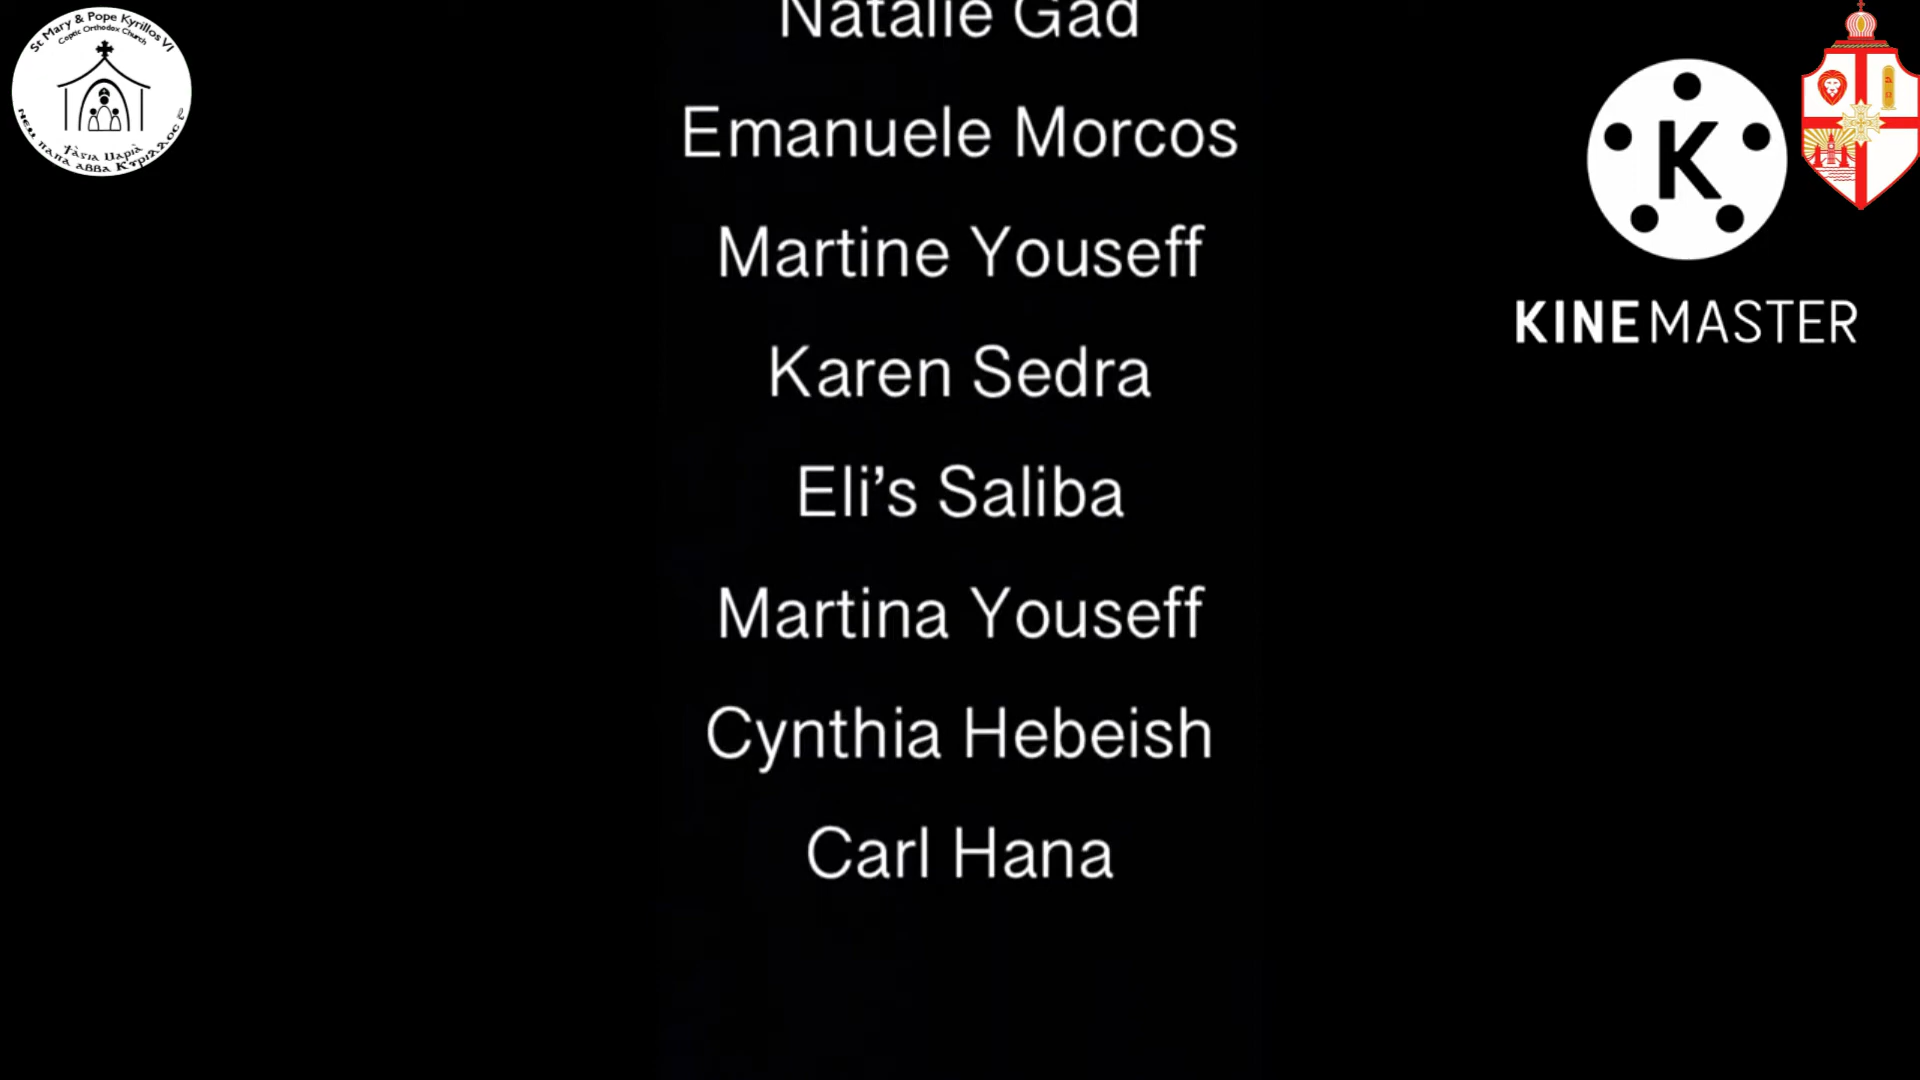 St Mary & Pope Kyrillos VI
Coptic Orthodox Church
Natalie Gad
Emanuele Morcos
Martine Youseff
Karen Sedra
Eli’s Saliba
Martina Youseff
Cynthia Hebeish
Carl Hana
K
KINEMASTER